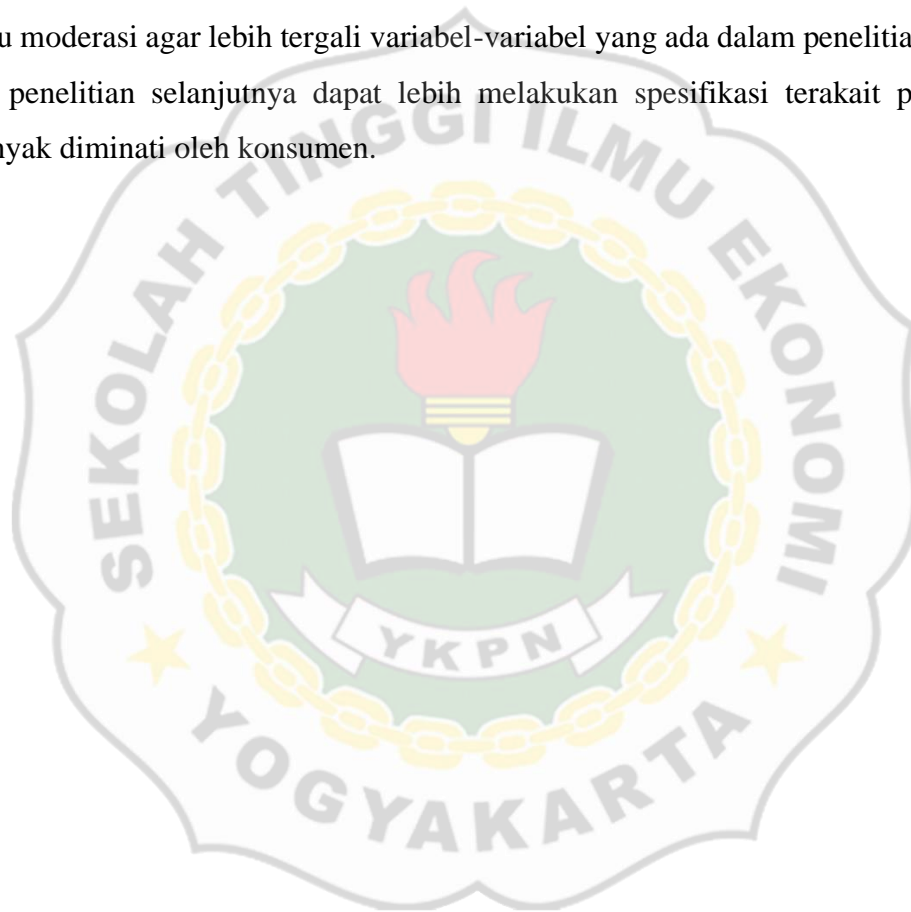 u moderasi agar lebih tergali variabel-variabel yang ada dalam penelitia
penelitian selanjutnya dapat lebih melakukan spesifikasi terakait p
nyak diminati oleh konsumen.
SEKOLAH TINGGI ILMU EKONOMI
YKPN
YOGYAKARTA